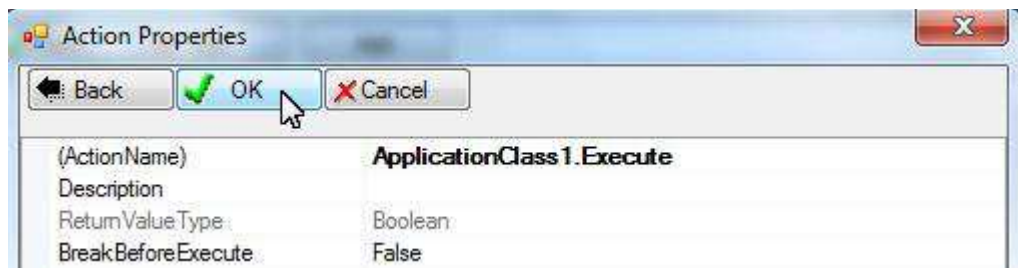 Action Properties
Back OK Cancel
(ActionName) ApplicationClass1.Execute
Description
ReturnValueType Boolean
BreakBeforeExecute False